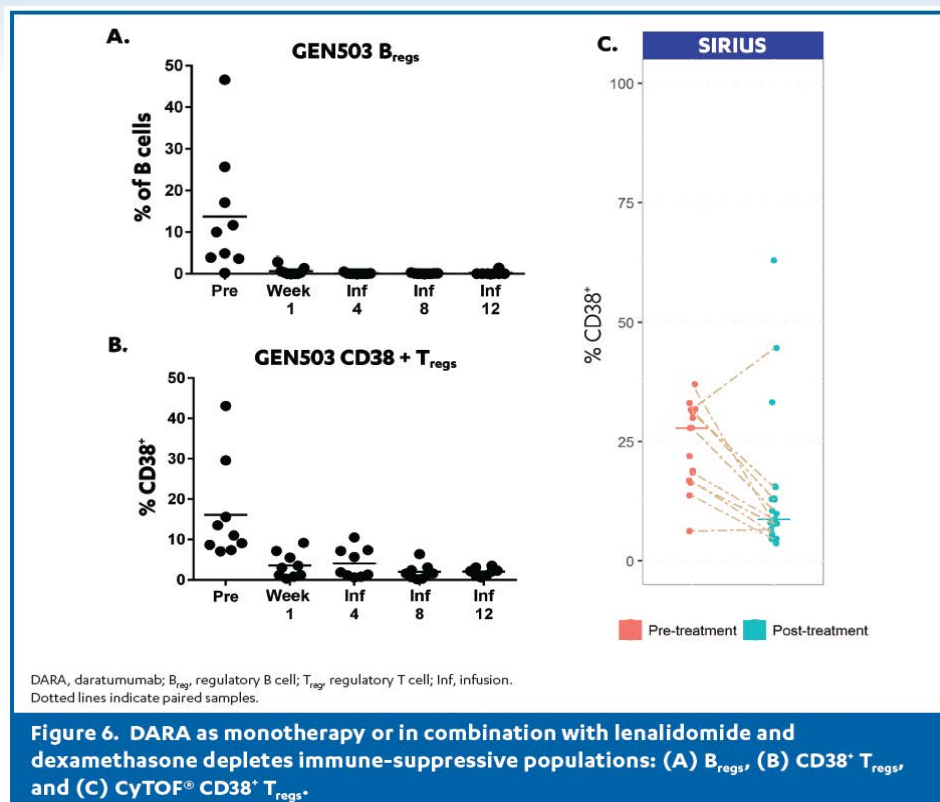 A.
GEN503 Bregs
% of B cells
50
40
30
20
10
0
Pre
Week 1
Inf 4
Inf 8
Inf 12
B.
GEN503 CD38 + Tregs
% CD38+
50
40
30
20
10
0
Pre
Week 1
Inf 4
Inf 8
Inf 12
C.
SIRIUS
% CD38+
100
75
50
25
0
Pre-treatment
Post-treatment
DARA, daratumumab; Breg, regulatory B cell; Treg, regulatory T cell; Inf, infusion.
Dotted lines indicate paired samples.
Figure 6. DARA as monotherapy or in combination with lenalidomide and
dexamethasone depletes immune-suppressive populations: (A) Bregs, (B) CD38+ Tregs,
and (C) CyTOF® CD38+ Tregs.